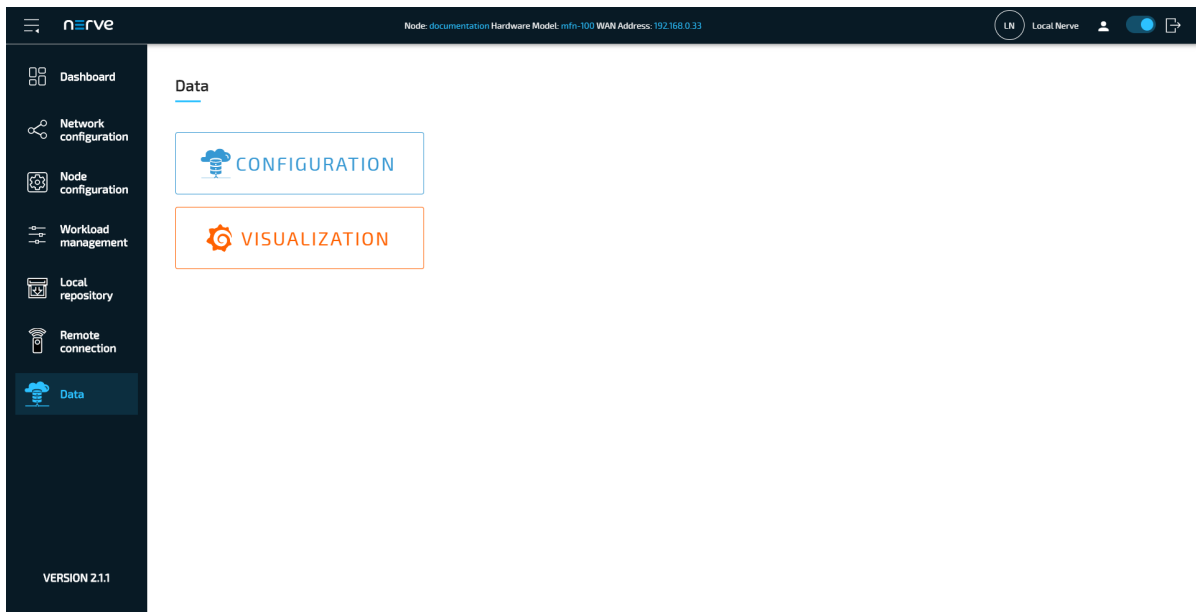 nerve
Node: documentation Hardware Model: mfn-100 WAN Address: 192.168.0.33
LN
Local Nerve
Dashboard
Network
configuration
Node
configuration
Workload
management
Local
repository
Remote
connection
Data
VERSION 2.1.1
Data
CONFIGURATION
VISUALIZATION